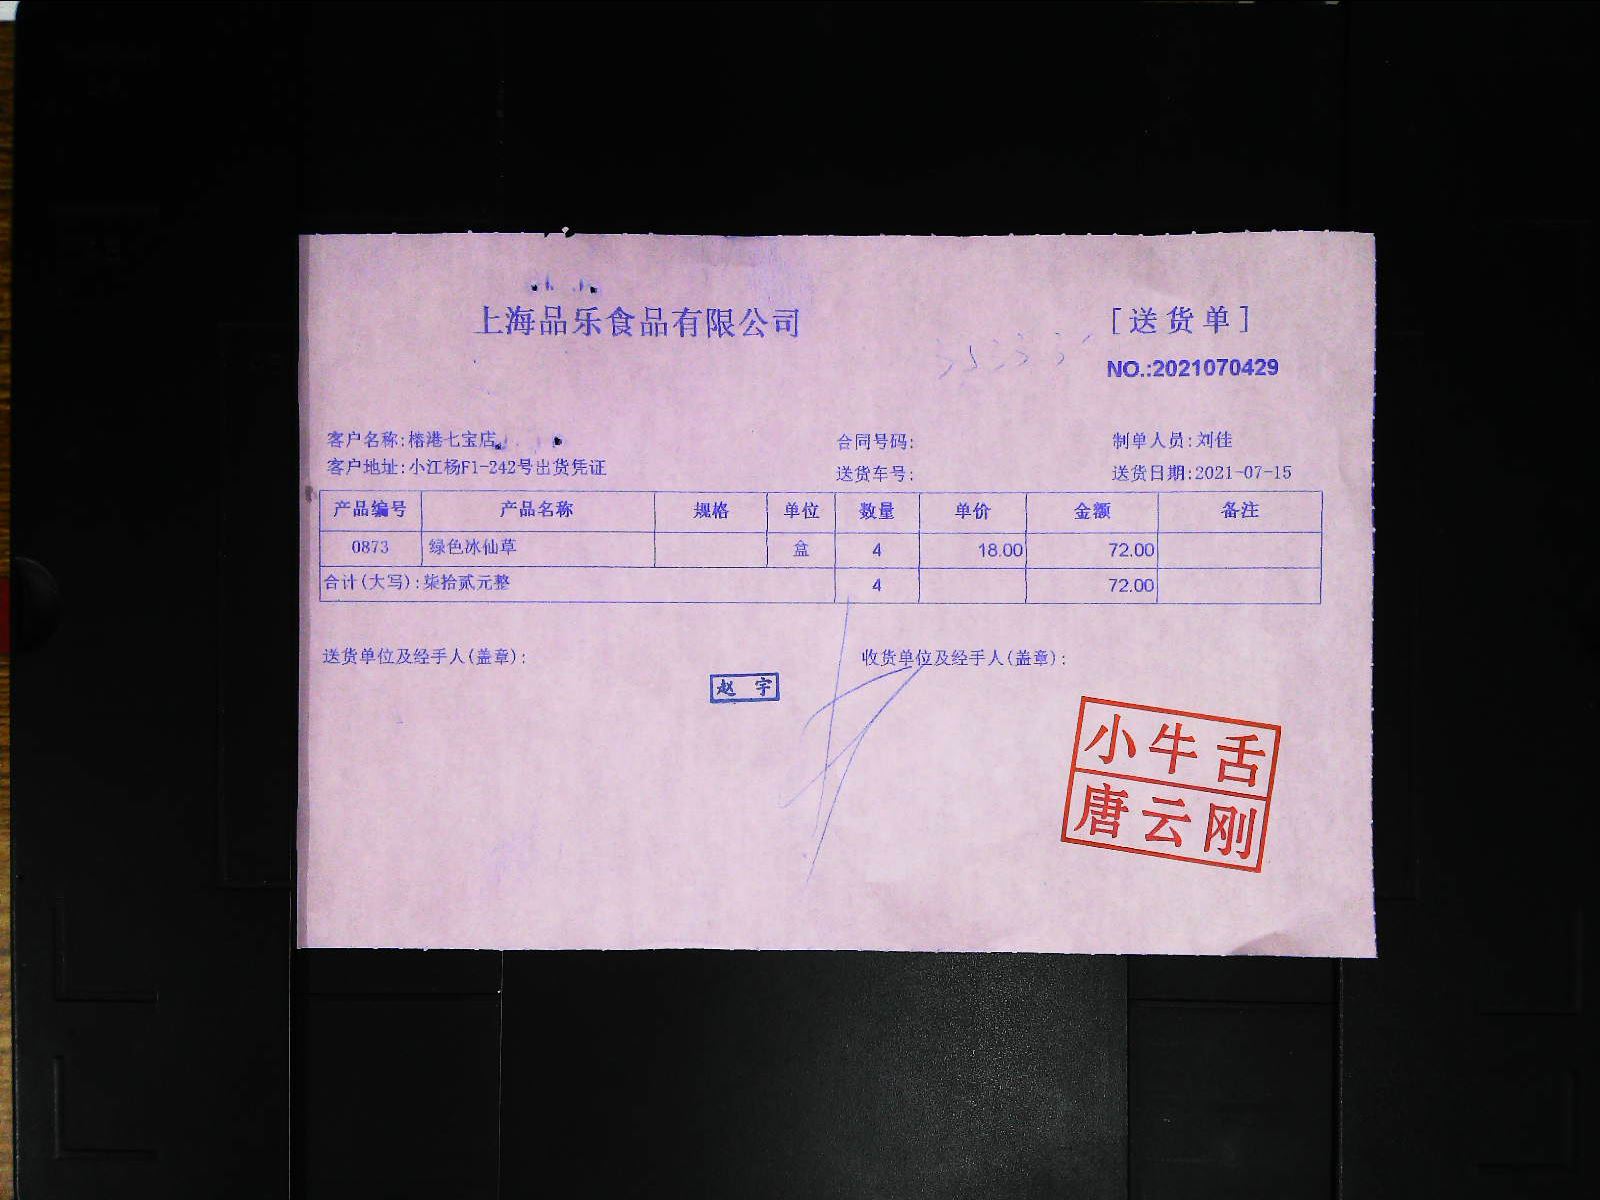 上海品乐食品有限公司
[送货单]
NO.:2021070429
客户名称:榕港七宝店 合同号码: 制单人员:刘佳
客户地址:小江杨F1-242号出货凭证 送货车号: 送货日期:2021-07-15
产品编号 产品名称 规格 单位 数量 单价 金额 备注
0873 绿色冰仙草 盒 4 18.00 72.00
合计(大写):柒拾贰元整 4 72.00
送货单位及经手人(盖章): 收货单位及经手人(盖章):
赵 宇
小牛舌
唐云刚